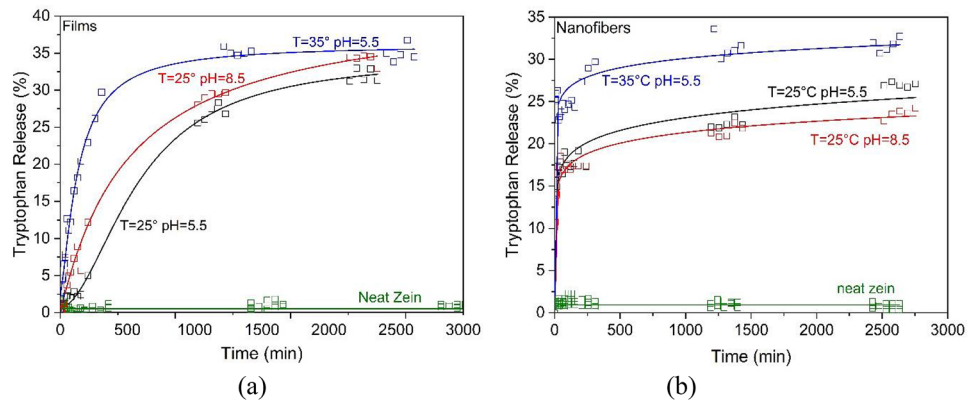 Films
T=35° pH=5.5
T=25° pH=8.5
T=25° pH=5.5
Neat Zein
Tryptophan Release (%)
40
35
30
25
20
15
10
5
0
0
500
1000
1500
2000
2500
3000
Time (min)
(a)
Nanofibers
T=35°C pH=5.5
T=25°C pH=5.5
T=25°C pH=8.5
neat zein
Tryptophan Release (%)
35
30
25
20
15
10
5
0
0
500
1000
1500
2000
2500
3000
Time (min)
(b)